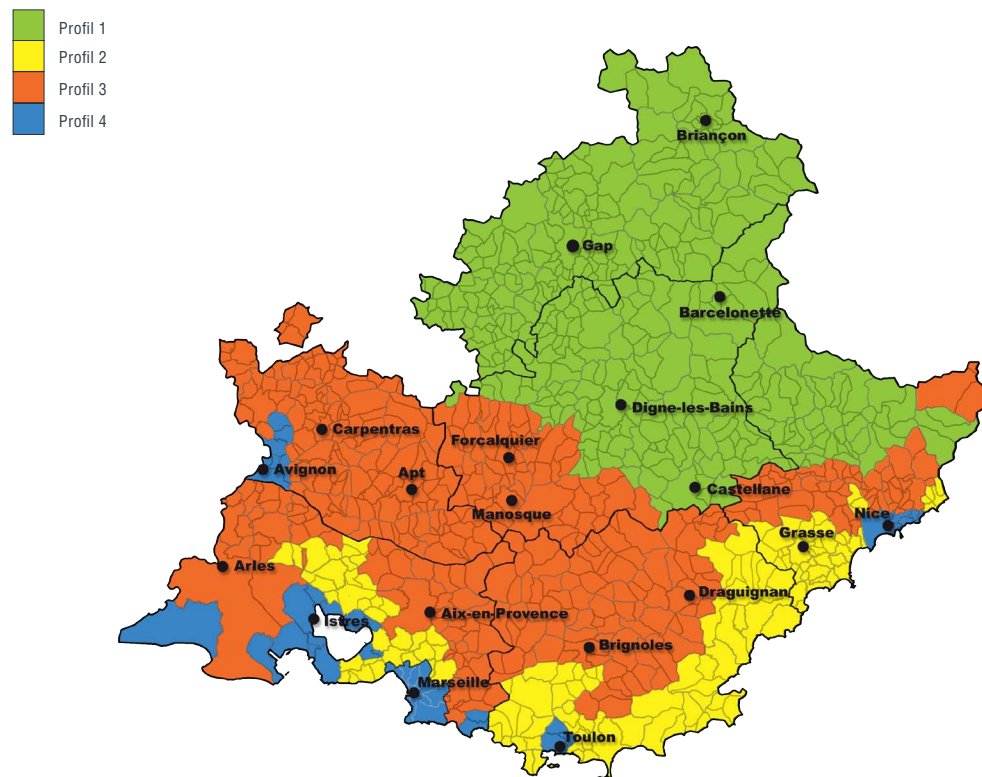 Profil 1
Profil 2
Profil 3
Profil 4
Briançon
Gap
Barcelonette
Digne-les-Bains
Carpentras
Forcalquier
Avignon
Apt
Castellane
Manosque
Nice
Grasse
Arles
Draguignan
Aix-en-Provence
Istres
Brignoles
Marseille
Toulon